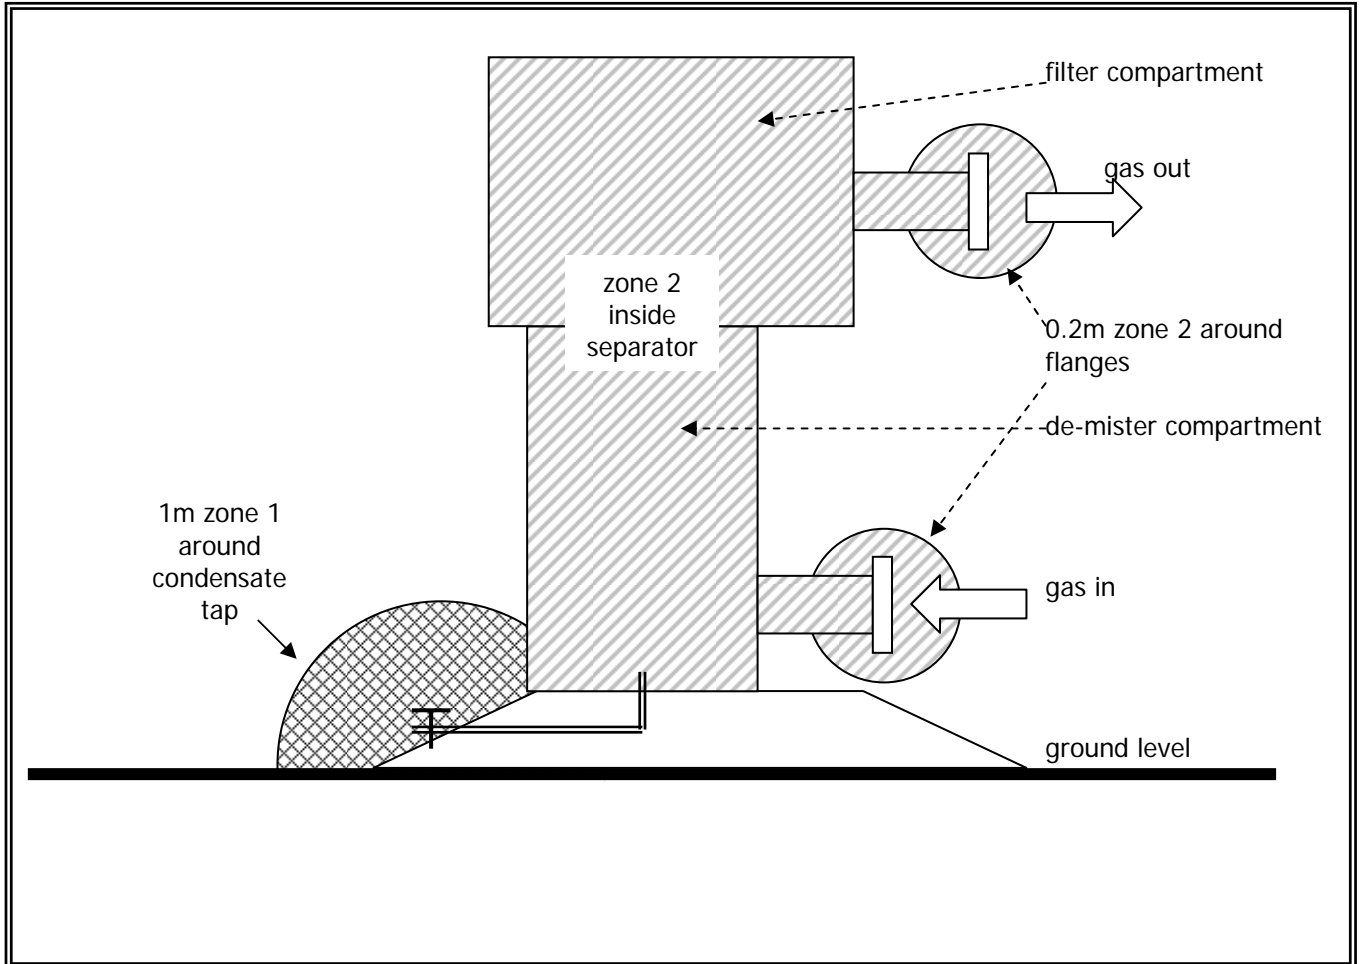 filter compartment
gas out
zone 2
inside
separator
0.2m zone 2 around
flanges
de-mister compartment
1m zone 1
around
condensate
tap
gas in
ground level